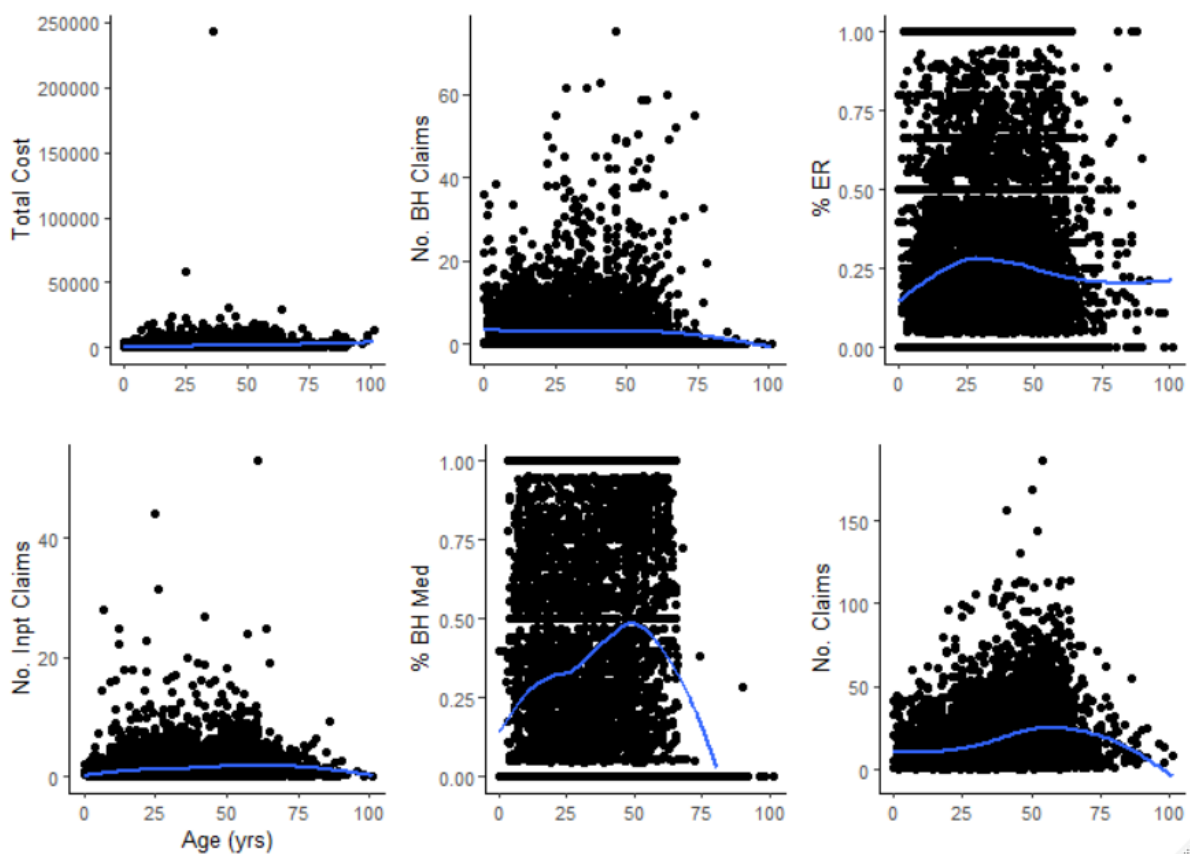 Total Cost
250000
200000
150000
100000
50000
0
0 25 50 75 100
No. BH Claims
60
40
20
0
0 25 50 75 100
% ER
1.00
0.75
0.50
0.25
0.00
0 25 50 75 100
No. Inpt Claims
40
20
0
0 25 50 75 100
Age (yrs)
% BH Med
1.00
0.75
0.50
0.25
0.00
0 25 50 75 100
No. Claims
150
100
50
0
0 25 50 75 100